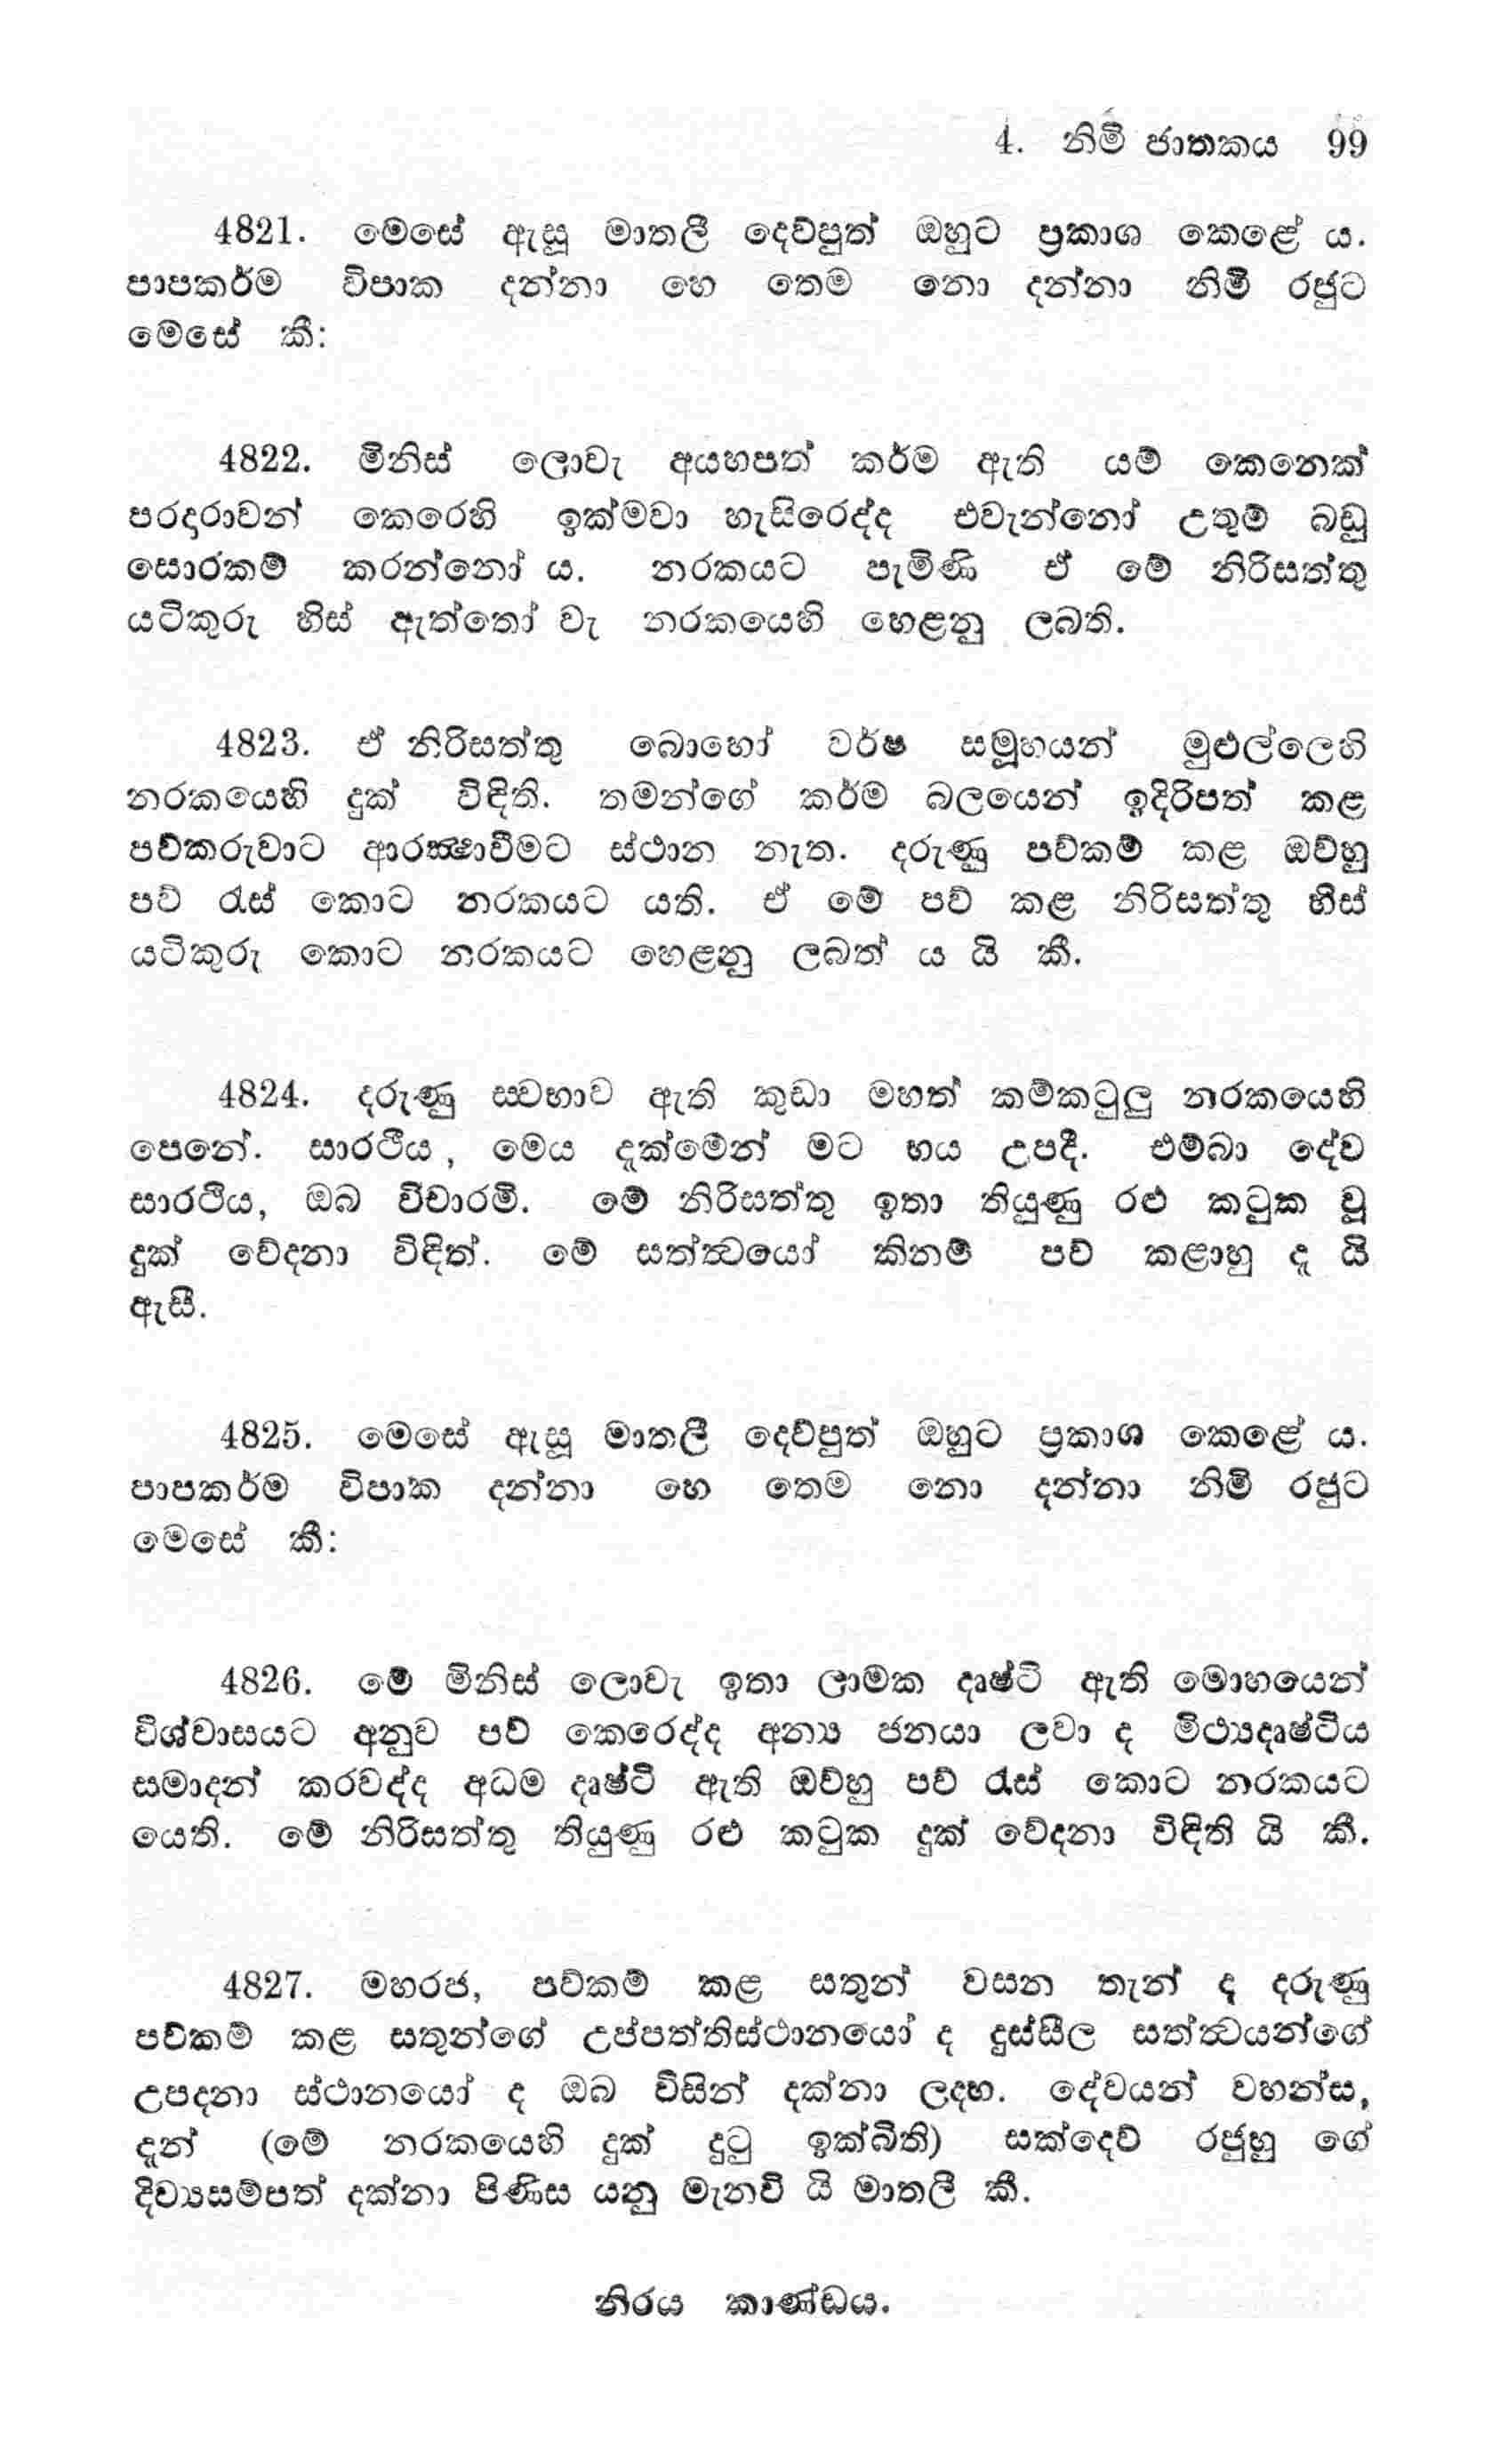 4. නිමි ජාතකය 99
4821. මෙසේ ඇසූ මාතලී දෙව්පුත් ඔහුට ප්‍රකාශ කෙළේ ය.
පාපකර්ම විපාක දන්නා හෙ තෙම නො දන්නා නිමි රජුට
මෙසේ කී:
4822. මිනිස් ලොවැ අයහපත් කර්ම ඇති යම් කෙනෙක්
පරදාරාවන් කෙරෙහි ඉක්මවා හැසිරෙද්ද එවැන්නෝ උතුම් බඩු
සොරකම් කරන්නෝ ය. නරකයට පැමිණි ඒ මේ නිරිසත්තු
යටිකුරු හිස් ඇත්තෝ වැ නරකයෙහි හෙළනු ලබති.
4823. ඒ නිරිසත්තු බොහෝ වර්ෂ සමූහයන් මුළුල්ලෙහි
නරකයෙහි දුක් විඳිති. තමන්ගේ කර්ම බලයෙන් ඉදිරිපත් කළ
පව්කරුවාට ආරක්‍ෂාවීමට ස්ථාන නැත. දරුණු පව්කම් කළ ඔව්හු
පව් රැස් කොට නරකයට යති. ඒ මේ පව් කළ නිරිසත්තු හිස්
යටිකුරු කොට නරකයට හෙළනු ලබත් ය යි කී.
4824. දරුණු ස්වභාව ඇති කුඩා මහත් කම්කටුලු නරකයෙහි
පෙනේ. සාරථීය, මෙය දැක්මෙන් මට භය උපදී. එම්බා දේව
සාරථිය, ඔබ විචාරමි. මේ නිරිසත්තු ඉතා තියුණු රළු කටුක වූ
දුක් වේදනා විඳිත්. මේ සත්ත්‍වයෝ කිනම් පව් කළාහු දැ යි
ඇසී.
4825. මෙසේ ඇසූ මාතලී දෙව්පුත් ඔහුට ප්‍රකාශ කෙළේ ය.
පාපකර්ම විපාක දන්නා හෙ තෙම නො දන්නා නිමි රජුට
මෙසේ කී:
4826. මේ මිනිස් ලොවැ ඉතා ලාමක දෘෂ්ටි ඇති මොහයෙන්
විශ්වාසයට අනුව පව් කෙරෙද්ද අන්‍ය ජනයා ලවා ද මිථ්‍යදෘෂ්ටිය
සමාදන් කරවද්ද අධම දෘෂ්ටි ඇති ඔව්හු පව් රැස් කොට නරකයට
යෙති. මේ නිරිසත්තු තියුණු රළු කටුක දුක් වේදනා විඳිති යි කී.
4827. මහරජ, පව්කම් කළ සතුන් වසන තැන් ද දරුණු
පව්කම් කළ සතුන්ගේ උප්පත්තිස්ථානයෝ ද දුස්සීල සත්ත්‍වයන්ගේ
උපදනා ස්ථානයෝ ද ඔබ විසින් දක්නා ලදහ. දේවයන් වහන්ස,
දැන් (මේ නරකයෙහි දුක් දුටු ඉක්බිති) සක්දෙව් රජුහු ගේ
දිව්‍යසම්පත් දක්නා පිණිස යනු මැනවි යි මාතලී කී.
නිරය කාණ්ඩය.